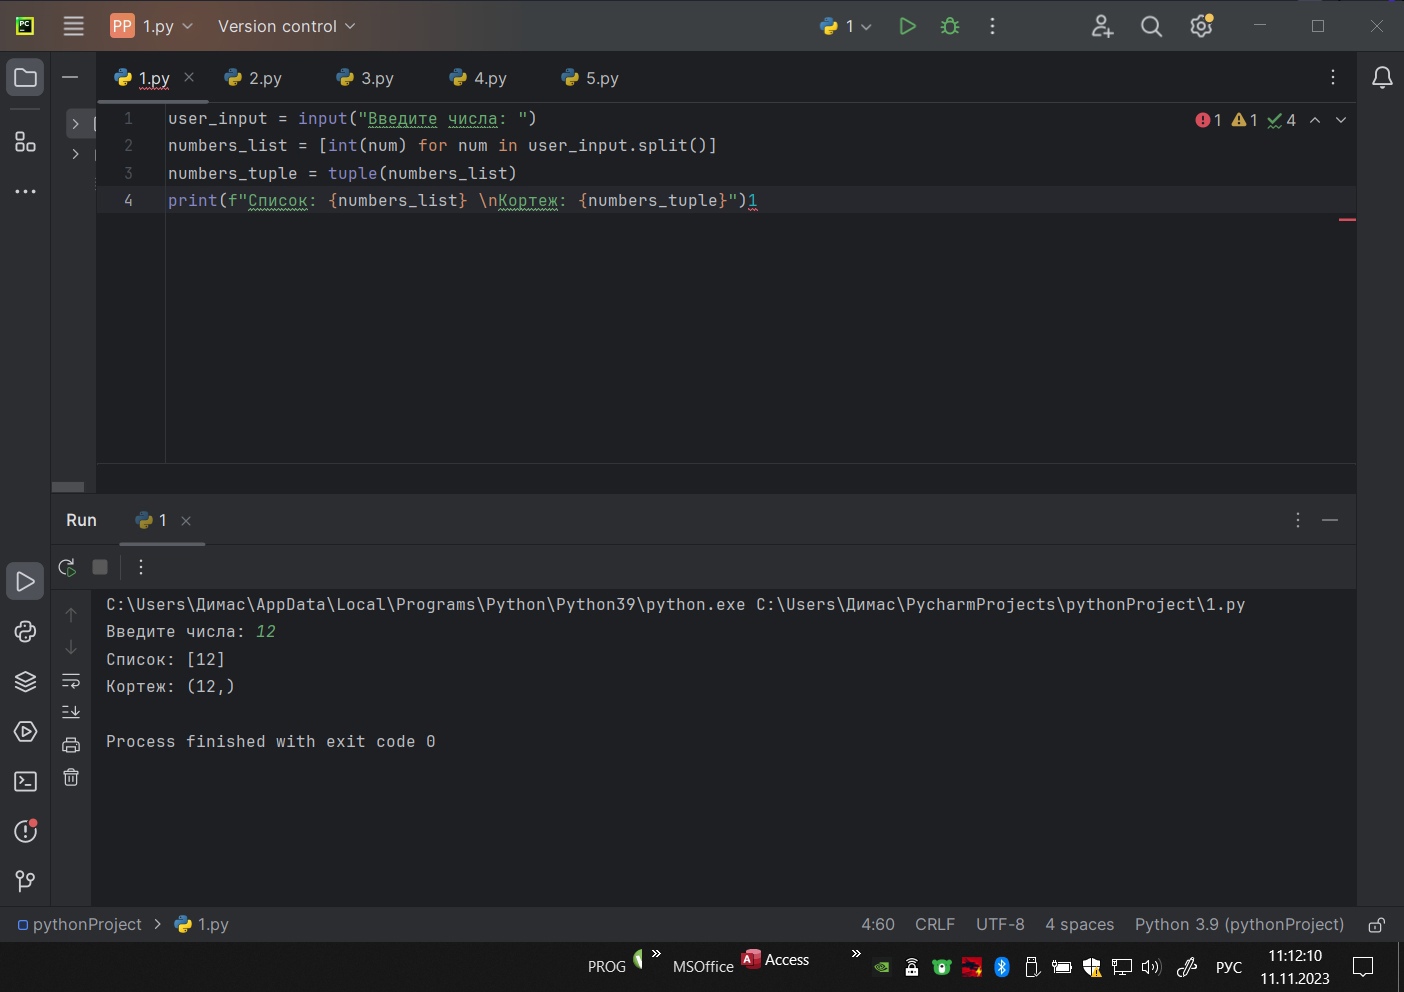 PC
PP 1.py Version control 1
1.py 2.py 3.py 4.py 5.py
1 user_input = input("Введите числа: ")
1 1 4
2 numbers_list = [int(num) for num in user_input.split()]
3 numbers_tuple = tuple(numbers_list)
4 print(f"Список: {numbers_list} \nКортеж: {numbers_tuple}")1
Run 1
C:\Users\Димас\AppData\Local\Programs\Python\Python39\python.exe C:\Users\Димас\PycharmProjects\pythonProject\1.py
Введите числа: 12
Список: [12]
Кортеж: (12,)
Process finished with exit code 0
pythonProject > 1.py 4:60 CRLF UTF-8 4 spaces Python 3.9 (pythonProject)
PROG » MSOffice A Access » РУС 11:12:10
11.11.2023